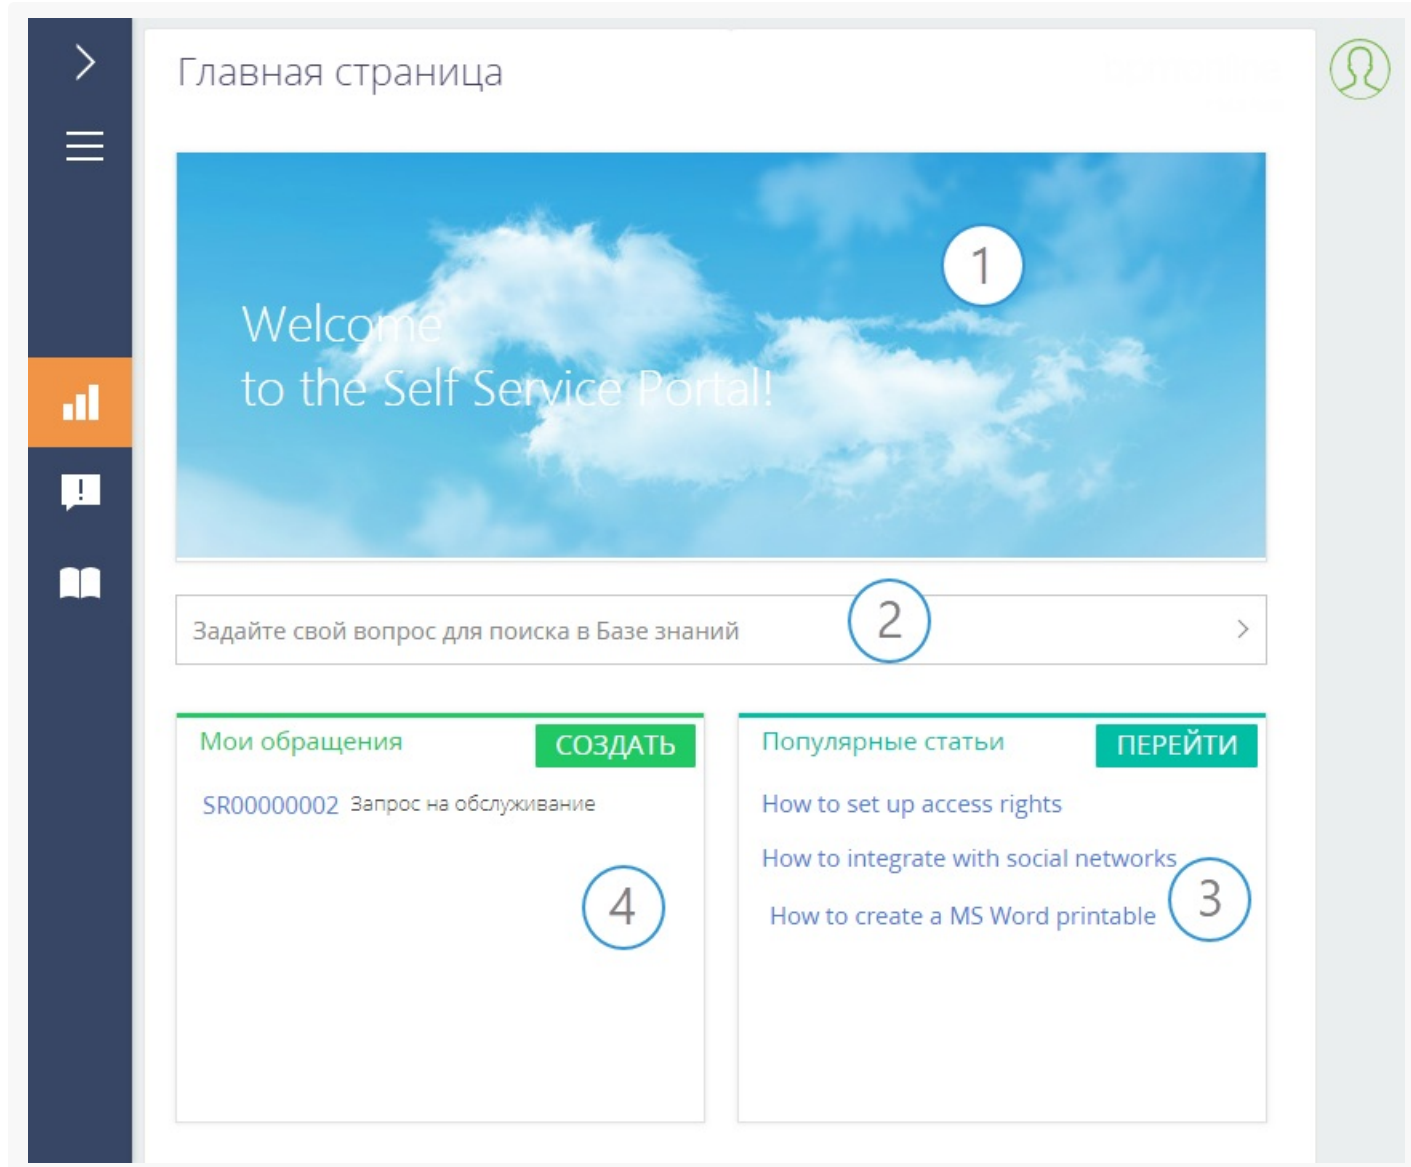 Главная страница
1
Welcome
to the Self Service Portal!
2
Задайте свой вопрос для поиска в Базе знаний
Мои обращения
СОЗДАТЬ
SR00000002 Запрос на обслуживание
4
Популярные статьи
ПЕРЕЙТИ
How to set up access rights
How to integrate with social networks
How to create a MS Word printable
3